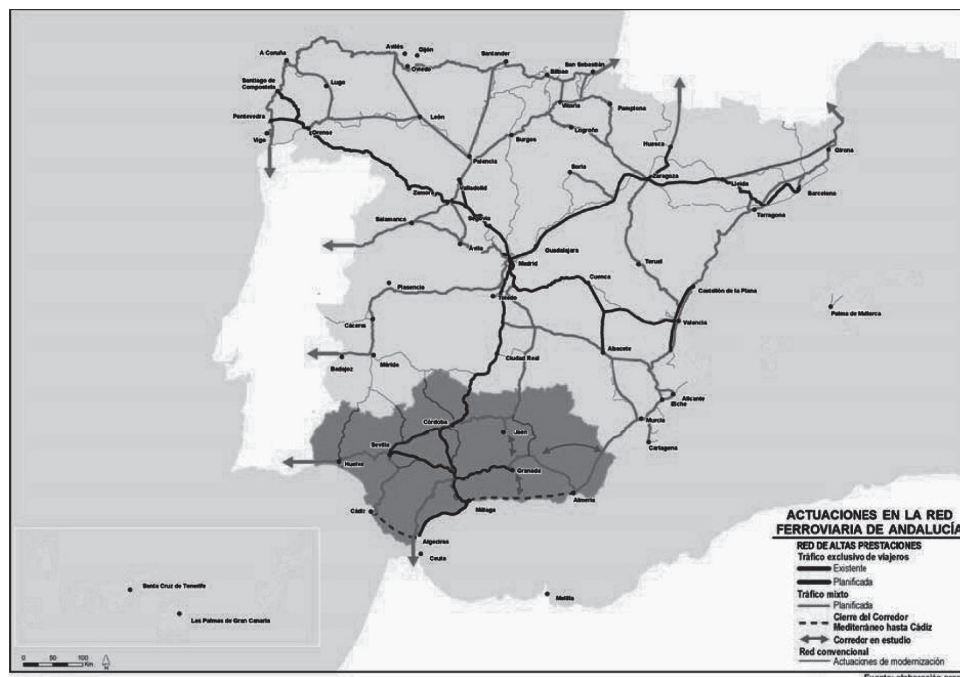 A Coruña
Avilés
Gijón
Oviedo
Santander
Bilbao
San Sebastián
Santiago de
Compostela
Lugo
Vitoria
Pamplona
Pontevedra
Orense
León
Logroño
Huesca
Girona
Vigo
Burgos
Palencia
Soria
Zaragoza
Lleida
Barcelona
Zamora
Valladolid
Tarragona
Salamanca
Segovia
Ávila
Guadalajara
Madrid
Teruel
Plasencia
Toledo
Cuenca
Castellón de la Plana
Palma de Mallorca
Cáceres
Valencia
Badajoz
Mérida
Ciudad Real
Albacete
Alicante
Elche
Córdoba
Jaén
Murcia
Cartagena
Sevilla
Huelva
Granada
Almería
Cádiz
Málaga
Algeciras
Ceuta
Melilla
Santa Cruz de Tenerife
Las Palmas de Gran Canaria
0 50 100
Km
ACTUACIONES EN LA RED
FERROVIARIA DE ANDALUCÍA
RED DE ALTAS PRESTACIONES
Tráfico exclusivo de viajeros
Existente
Planificada
Tráfico mixto
Planificada
Cierre del Corredor
Mediterráneo hasta Cádiz
Corredor en estudio
Red convencional
Actuaciones de modernización